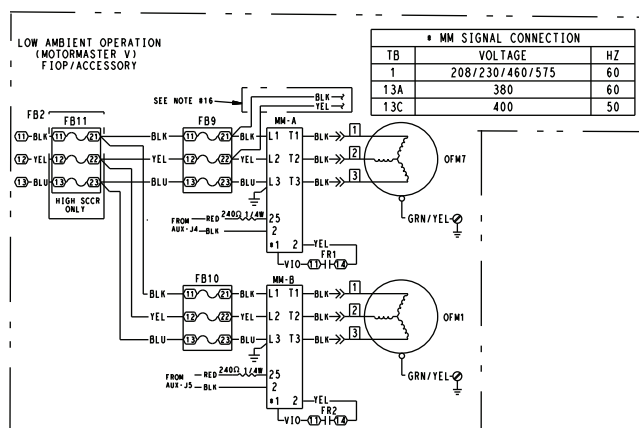 LOW AMBIENT OPERATION
(MOTORMASTER V)
FIOP/ACCESSORY
* MM SIGNAL CONNECTION
TB VOLTAGE HZ
1 208/230/460/575 60
13A 380 60
13C 400 50
SEE NOTE #16
BLK
YEL
FB2
FB11
FB9
MM-A
11 BLK 11 21 BLK 11 21 BLK L1 T1 BLK 1
12 YEL 12 22 YEL 12 22 YEL L2 T2 BLK 2
OFM7
13 BLU 13 23 BLU 13 23 BLU L3 T3 BLK 3
HIGH SCCR
ONLY
GRN/YEL
FROM
AUX-J4
RED 240Ω 1/4W 25
BLK 2
*1 2 YEL
VIO 11 FR1 14
FB10
MM-B
BLK 11 21 BLK L1 T1 BLK 1
YEL 12 22 YEL L2 T2 BLK 2
OFM1
BLU 13 23 BLU L3 T3 BLK 3
GRN/YEL
FROM
AUX-J5
RED 240Ω 1/4W 25
BLK 2
*1 2 YEL
VIO 11 FR2 14